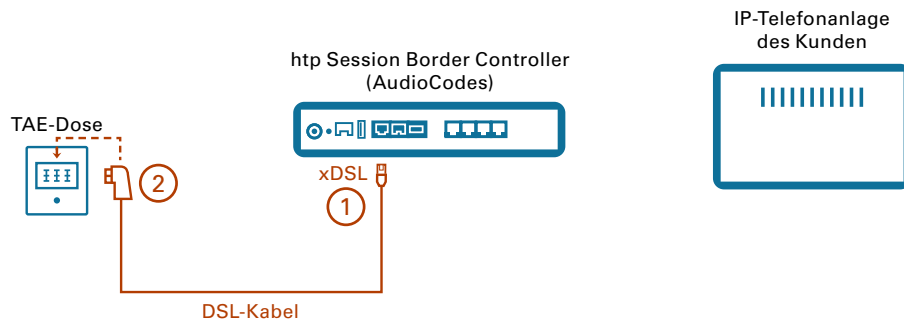 IP-Telefonanlage
des Kunden
htp Session Border Controller
(AudioCodes)
TAE-Dose
xDSL
2
1
DSL-Kabel